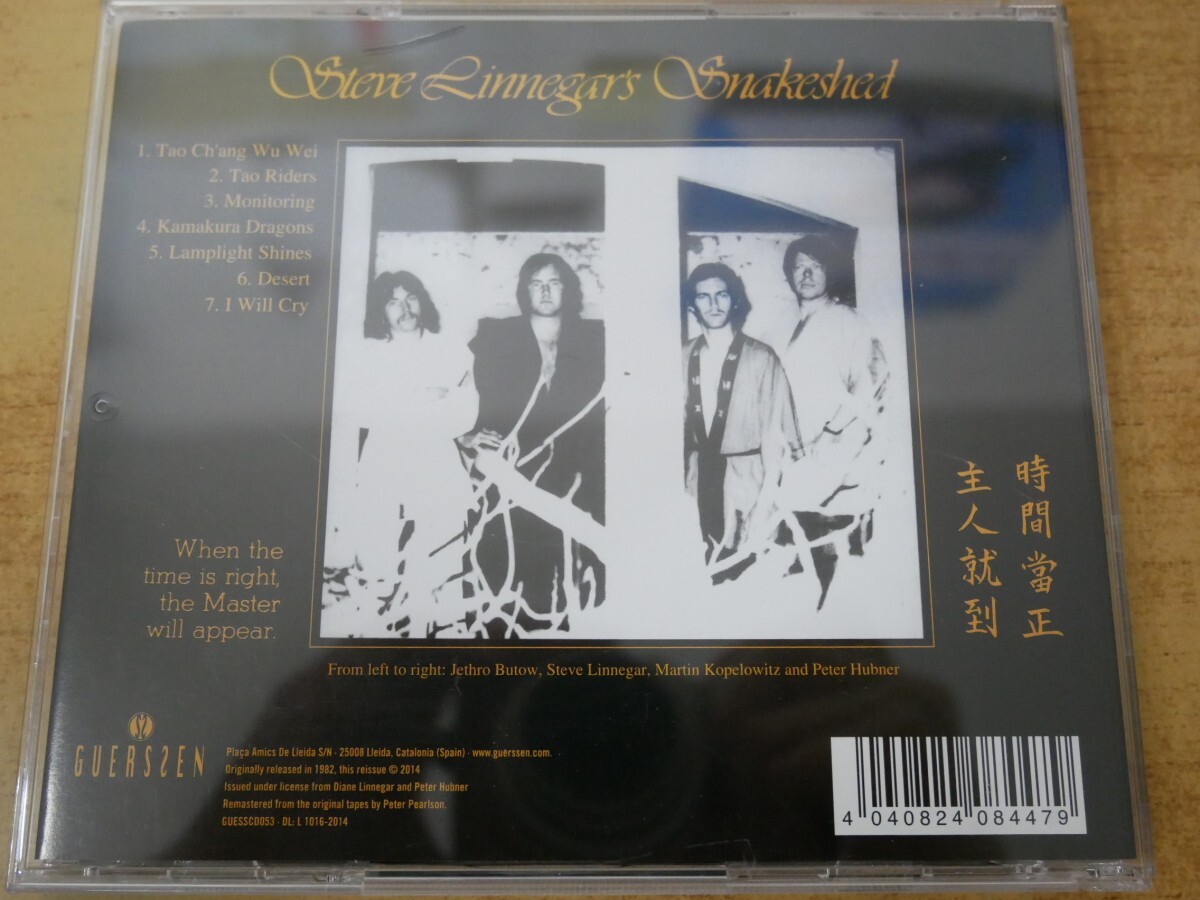 Steve Linnegar's Snakeshed
1. Tao Ch'ang Wu Wei
2. Tao Riders
3. Monitoring
4. Kamakura Dragons
5. Lamplight Shines
6. Desert
7. I Will Cry
時間當正
主人就到
When the
time is right,
the Master
will appear.
From left to right: Jethro Butow, Steve Linnegar, Martin Kopelowitz and Peter Hubner
GUERSSEN
Plaça Amics De Lleida S/N · 25008 Lleida, Catalonia (Spain) · www.guerssen.com.
Originally released in 1982, this reissue © 2014
Issued under license from Diane Linnegar and Peter Hubner
Remastered from the original tapes by Peter Pearlson.
GUESSCD053 · DL: L 1016-2014
4 040824 084479